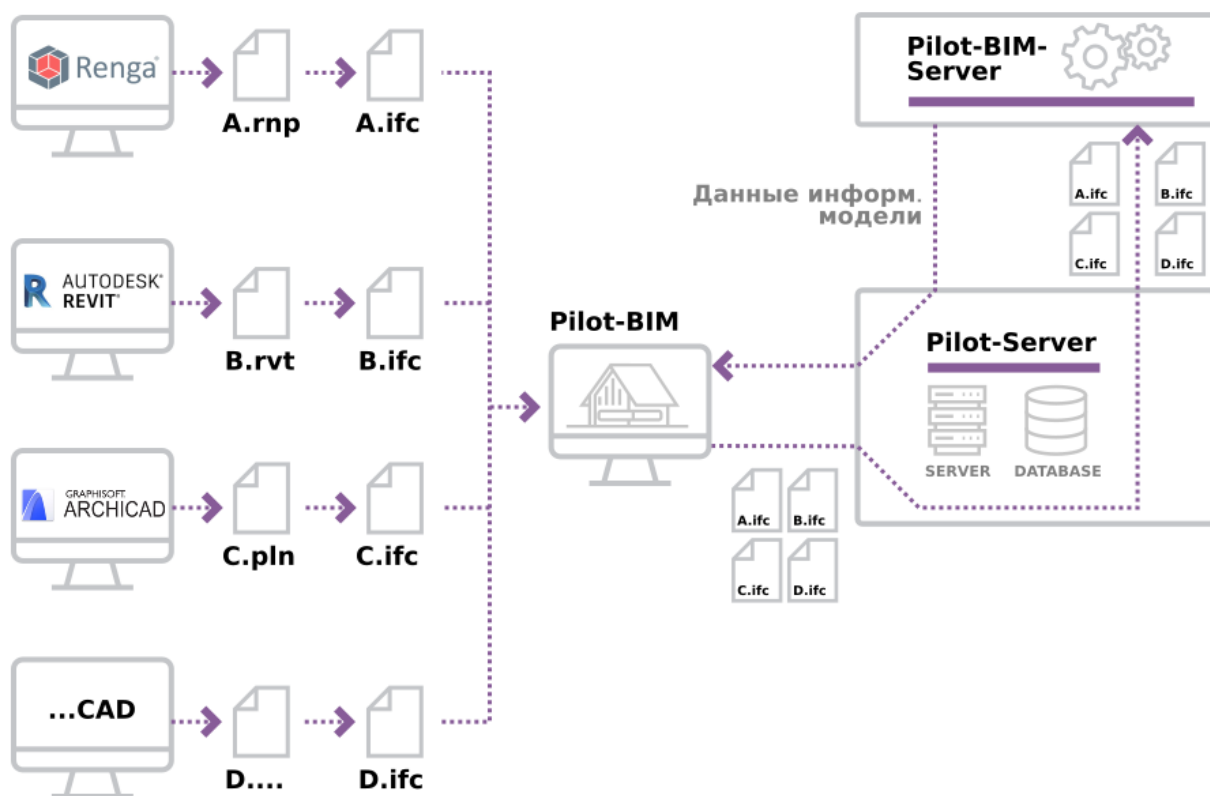 Renga®
A.rnp
A.ifc
AUTODESK®
REVIT®
B.rvt
B.ifc
GRAPHISOFT.
ARCHICAD
C.pln
C.ifc
...CAD
D....
D.ifc
Pilot-BIM
A.ifc
B.ifc
C.ifc
D.ifc
Данные информ.
модели
Pilot-BIM-
Server
A.ifc
B.ifc
C.ifc
D.ifc
Pilot-Server
SERVER
DATABASE